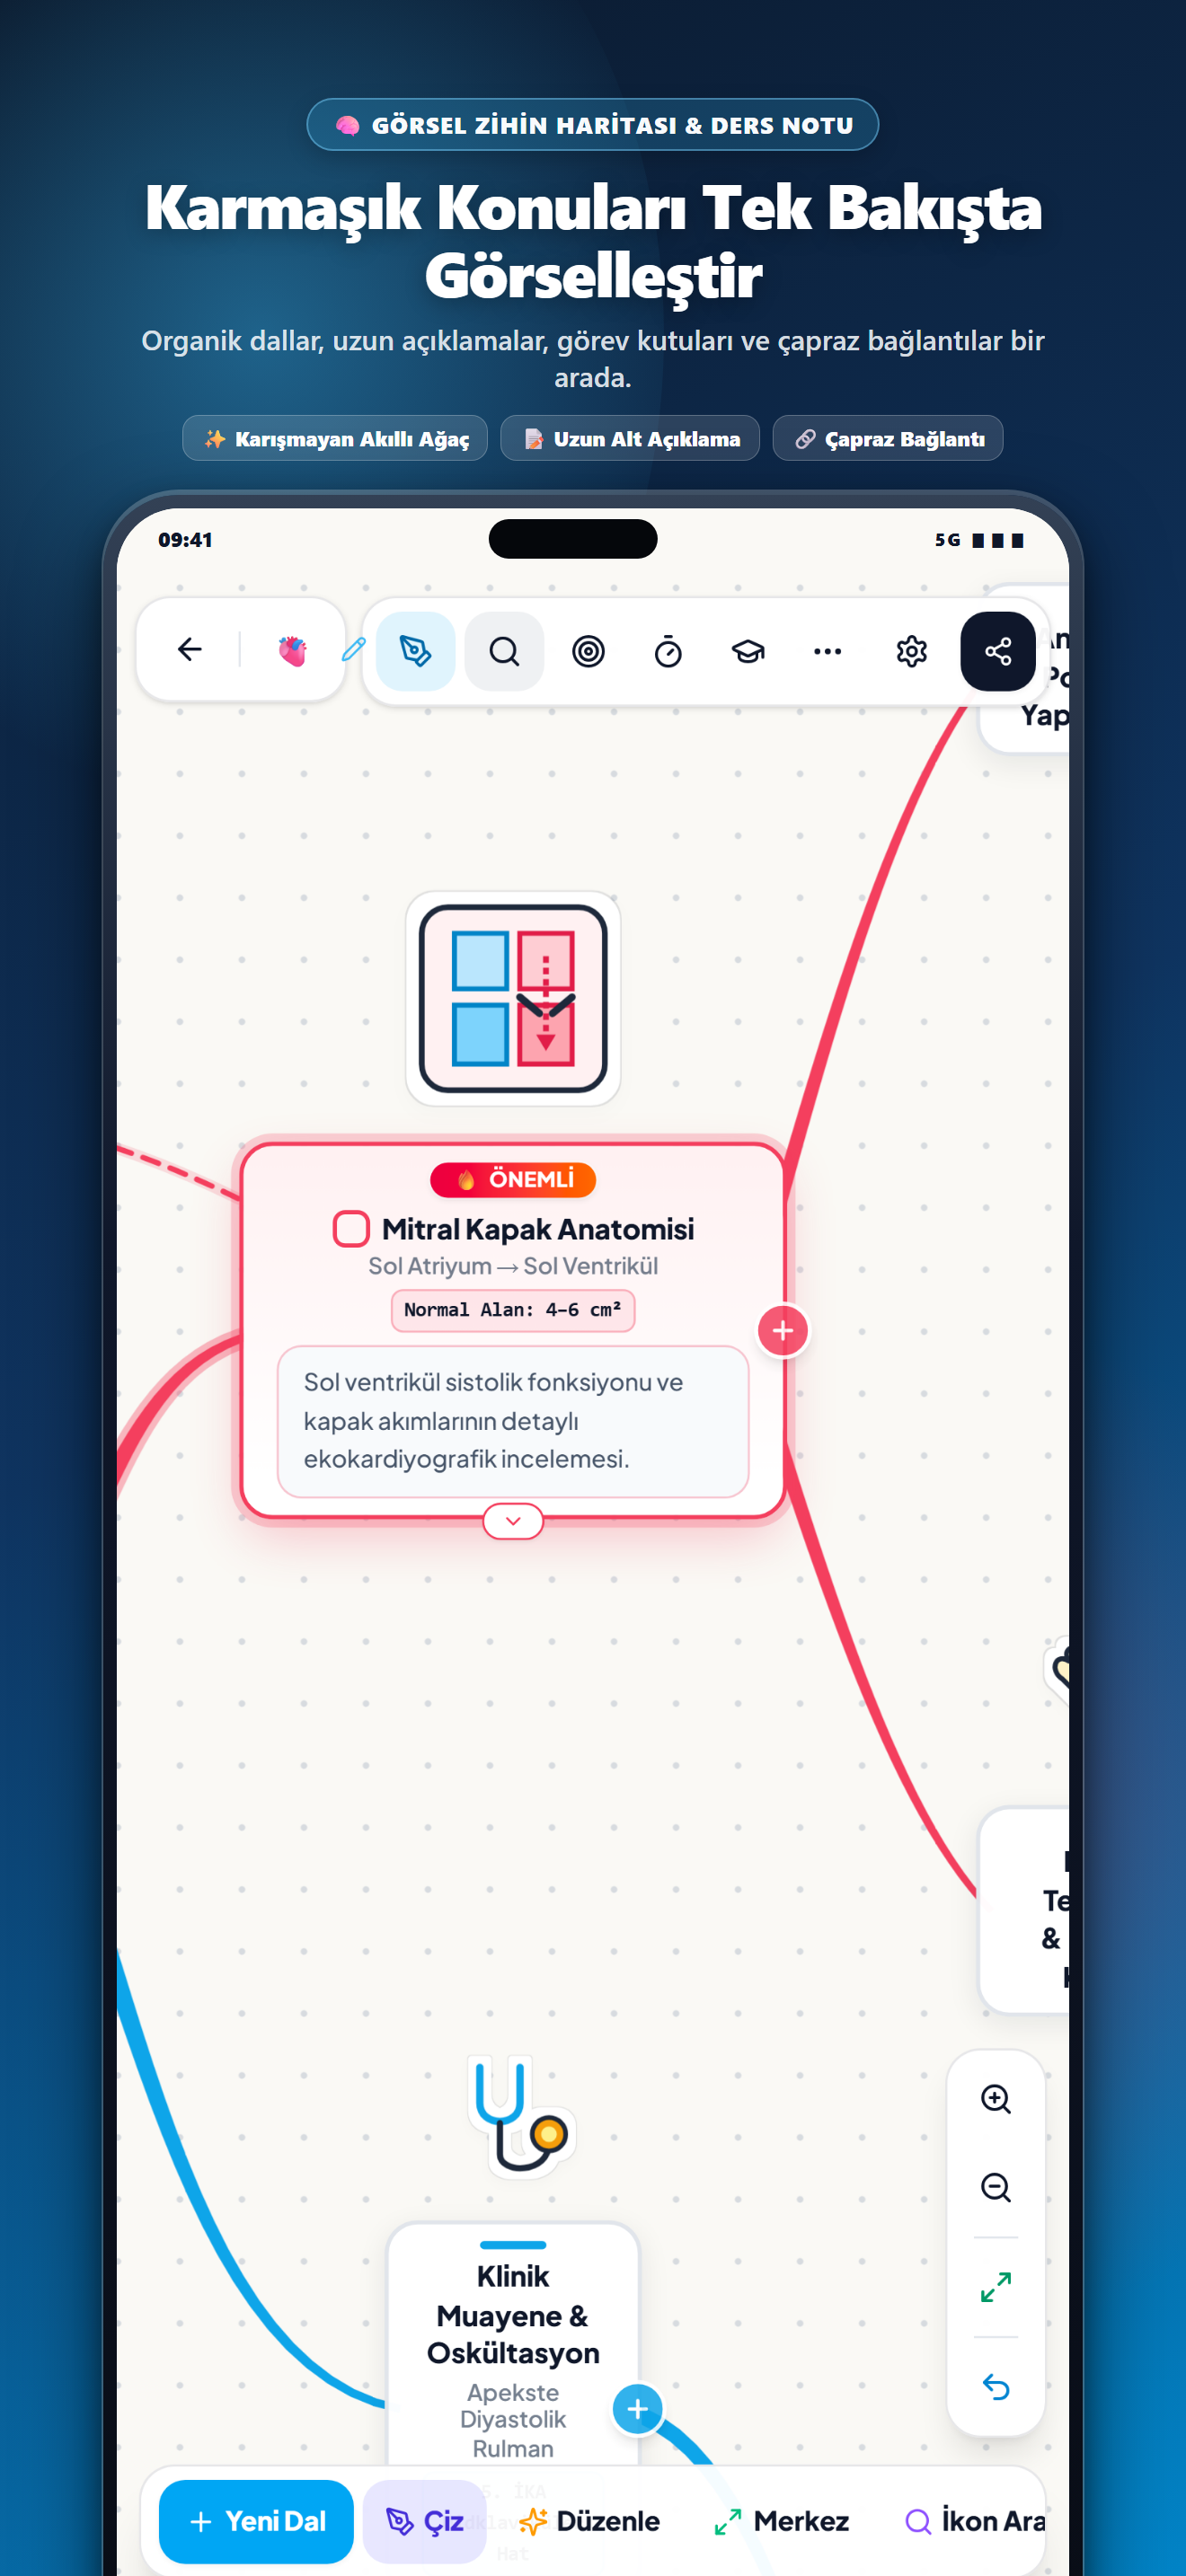 🧠 GÖRSEL ZİHİN HARİTASI & DERS NOTU
Karmaşık Konuları Tek Bakışta
Görselleştir
Organik dallar, uzun açıklamalar, görev kutuları ve çapraz bağlantılar bir
arada.
✨ Karışmayan Akıllı Ağaç
📝 Uzun Alt Açıklama
🔗 Çapraz Bağlantı
09:41
5G
Yap
🔥 ÖNEMLİ
Mitral Kapak Anatomisi
Sol Atriyum → Sol Ventrikül
Normal Alan: 4-6 cm²
Sol ventrikül sistolik fonksiyonu ve
kapak akımlarının detaylı
ekokardiyografik incelemesi.
Te
&
Klinik
Muayene &
Oskültasyon
Apekste
Diyastolik
Rulman
5. İKA
Hat
+ Yeni Dal
Çiz
Düzenle
Merkez
İkon Ara